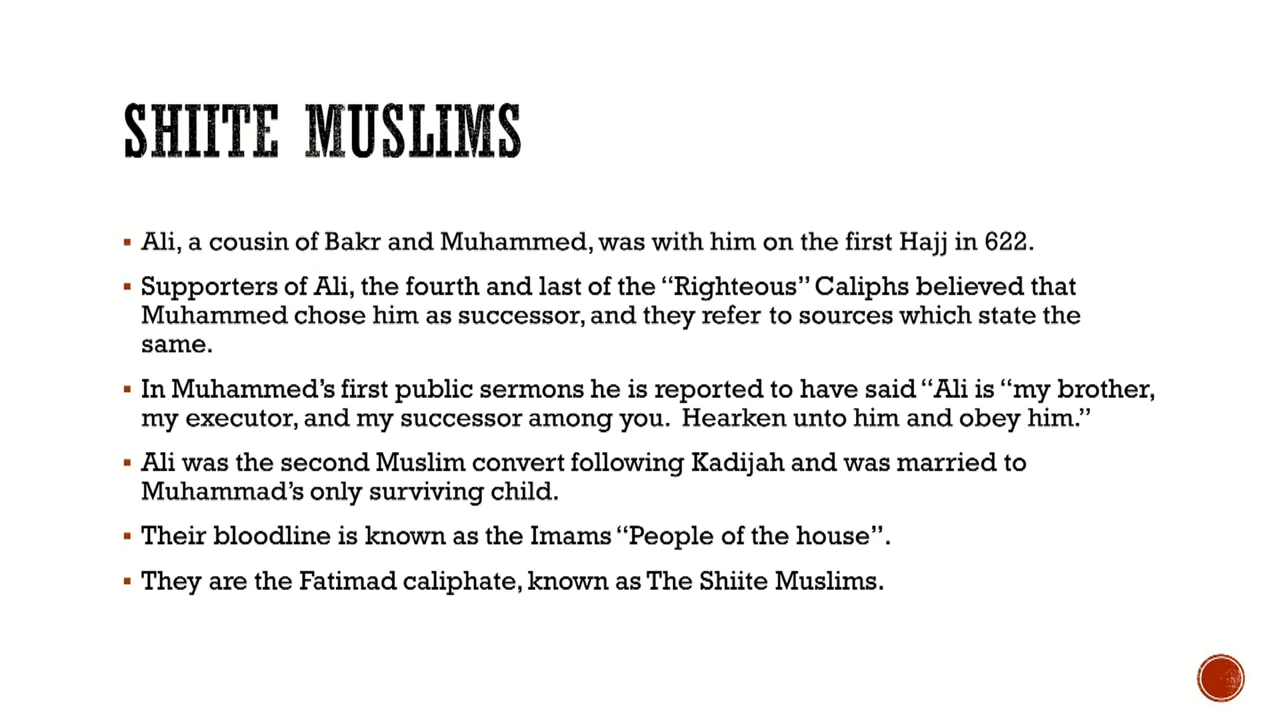 SHIITE MUSLIMS
▪ Ali, a cousin of Bakr and Muhammed, was with him on the first Hajj in 622.
▪ Supporters of Ali, the fourth and last of the “Righteous” Caliphs believed that
Muhammed chose him as successor, and they refer to sources which state the
same.
▪ In Muhammed’s first public sermons he is reported to have said “Ali is “my brother,
my executor, and my successor among you. Hearken unto him and obey him.”
▪ Ali was the second Muslim convert following Kadijah and was married to
Muhammad’s only surviving child.
▪ Their bloodline is known as the Imams “People of the house”.
▪ They are the Fatimad caliphate, known as The Shiite Muslims.